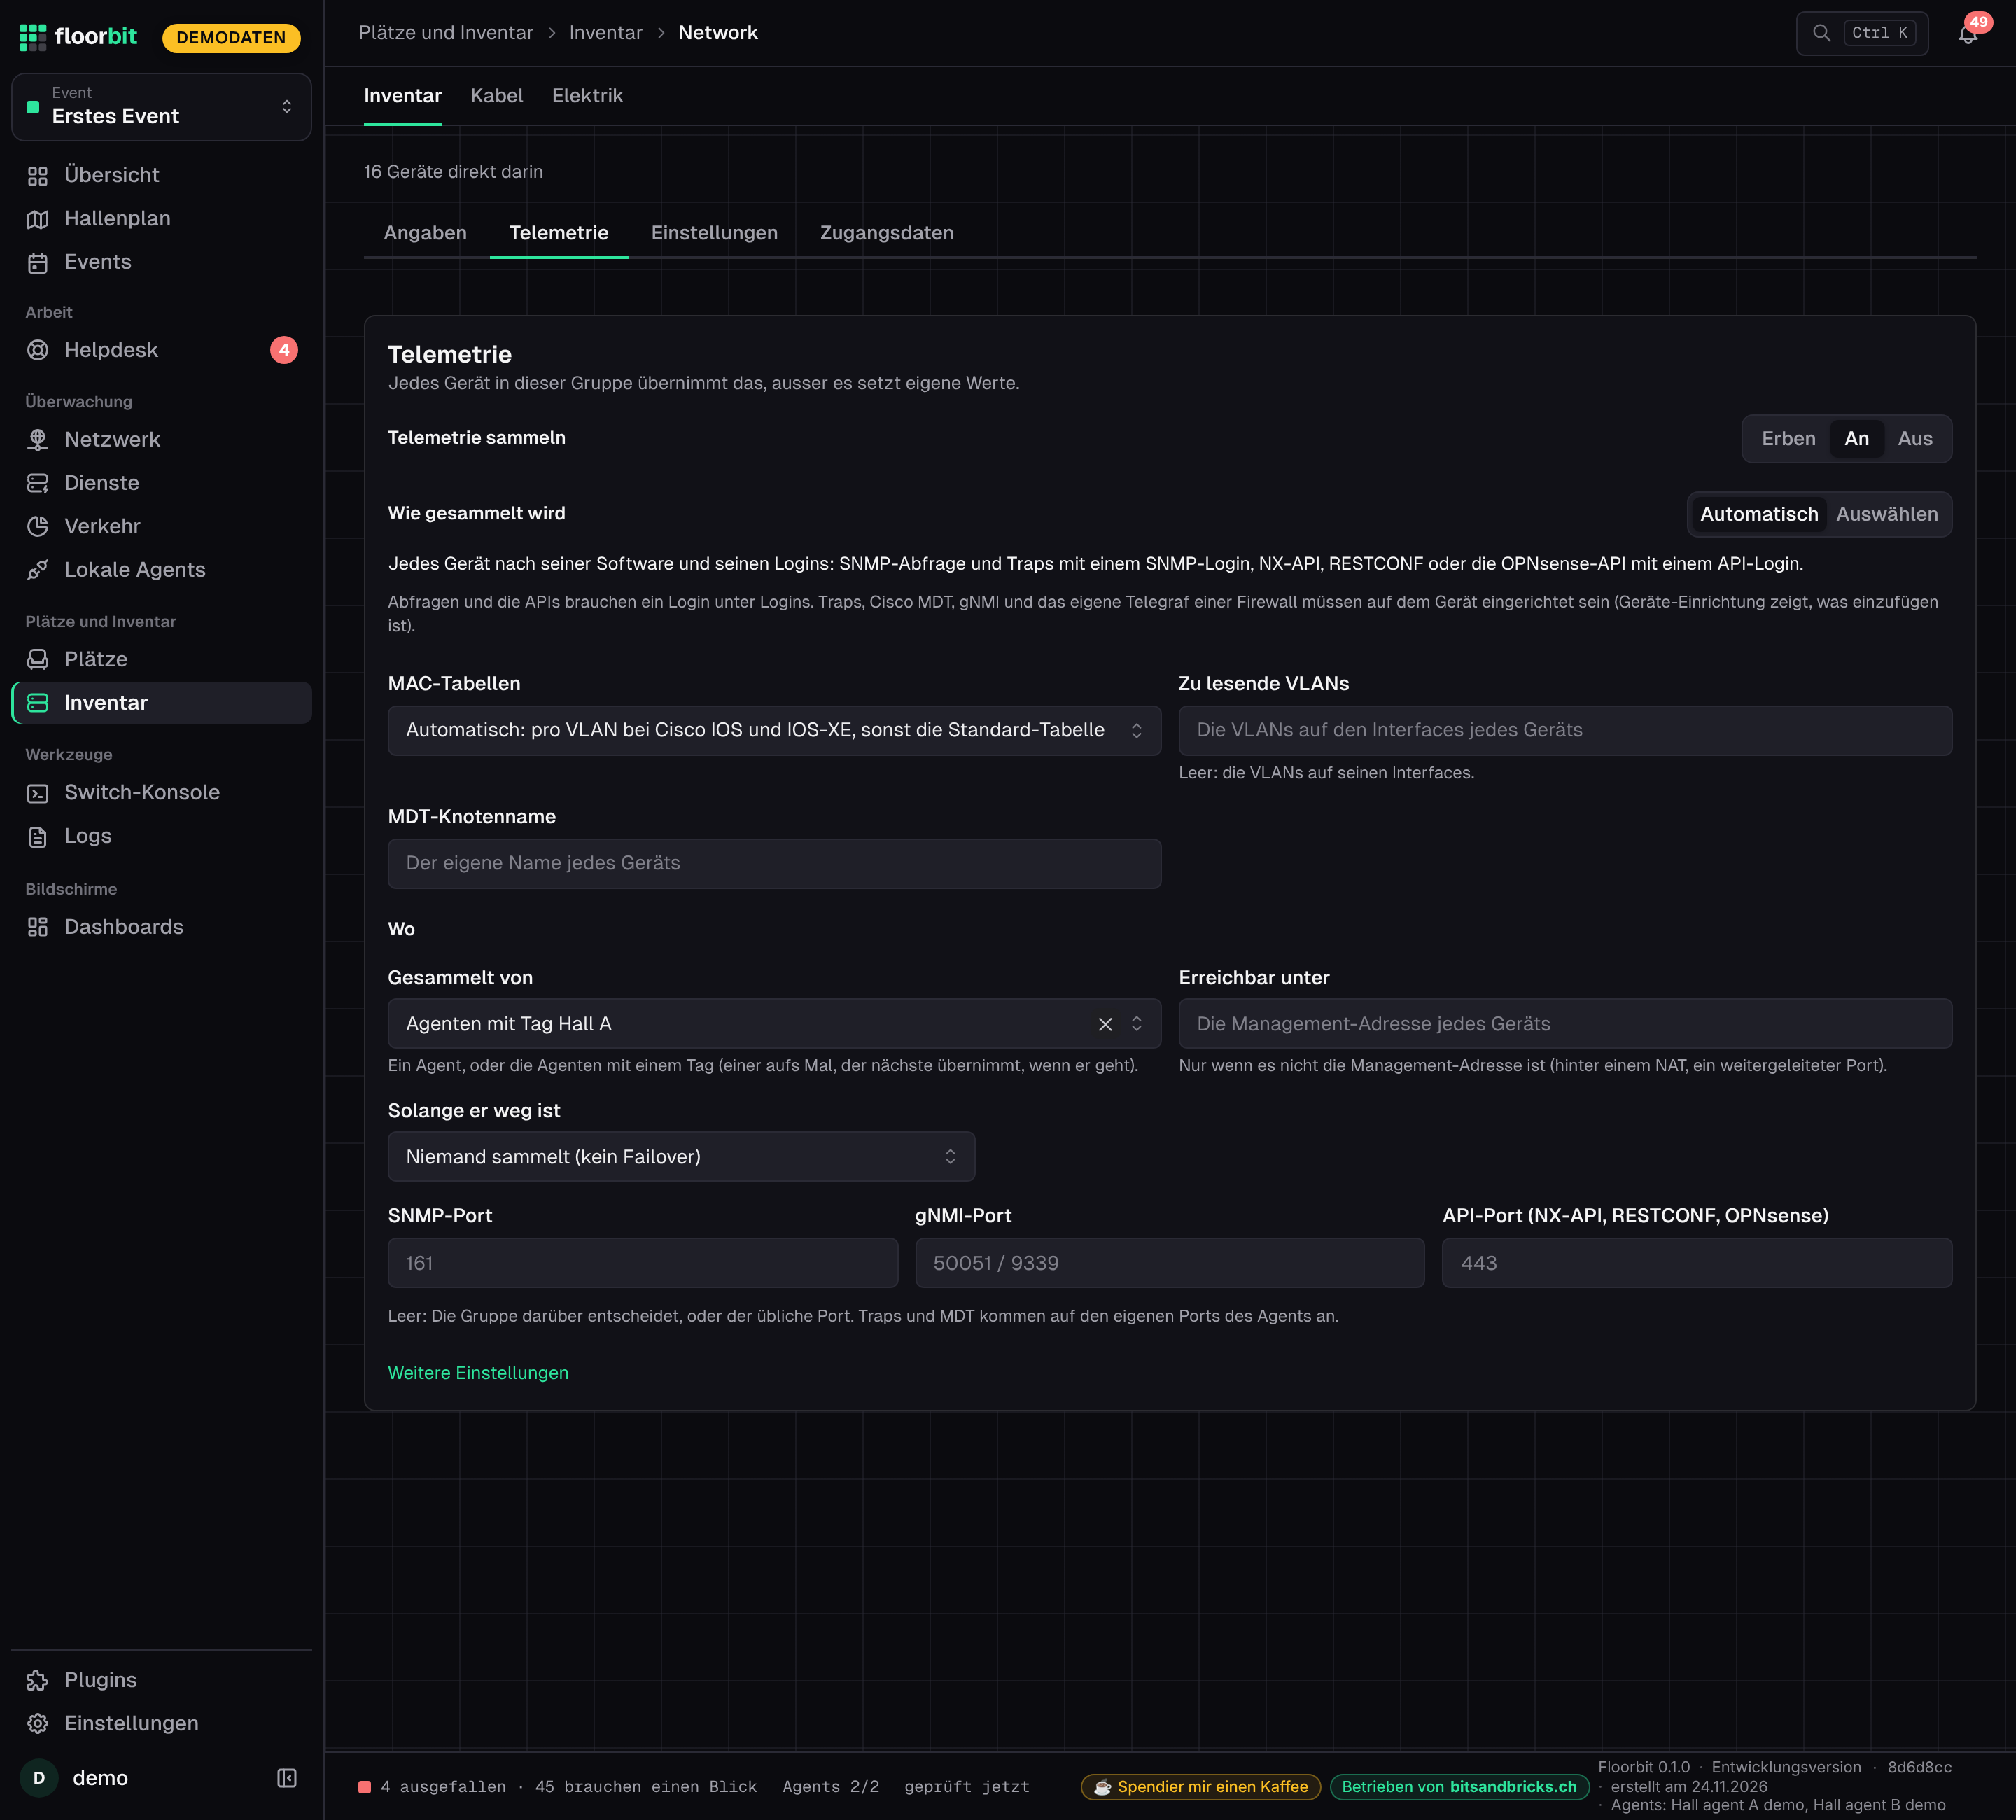 floorbit DEMODATEN
Event
Erstes Event
Übersicht
Hallenplan
Events
Arbeit
Helpdesk 4
Überwachung
Netzwerk
Dienste
Verkehr
Lokale Agents
Plätze und Inventar
Plätze
Inventar
Werkzeuge
Switch-Konsole
Logs
Bildschirme
Dashboards
Plugins
Einstellungen
D demo
Plätze und Inventar > Inventar > Network
Ctrl K 49
Inventar Kabel Elektrik
16 Geräte direkt darin
Angaben Telemetrie Einstellungen Zugangsdaten
Telemetrie
Jedes Gerät in dieser Gruppe übernimmt das, ausser es setzt eigene Werte.
Telemetrie sammeln Erben An Aus
Wie gesammelt wird Automatisch Auswählen
Jedes Gerät nach seiner Software und seinen Logins: SNMP-Abfrage und Traps mit einem SNMP-Login, NX-API, RESTCONF oder die OPNsense-API mit einem API-Login.
Abfragen und die APIs brauchen ein Login unter Logins. Traps, Cisco MDT, gNMI und das eigene Telegraf einer Firewall müssen auf dem Gerät eingerichtet sein (Geräte-Einrichtung zeigt, was einzufügen
ist).
MAC-Tabellen Zu lesende VLANs
Automatisch: pro VLAN bei Cisco IOS und IOS-XE, sonst die Standard-Tabelle Die VLANs auf den Interfaces jedes Geräts
Leer: die VLANs auf seinen Interfaces.
MDT-Knotenname
Der eigene Name jedes Geräts
Wo
Gesammelt von Erreichbar unter
Agenten mit Tag Hall A Die Management-Adresse jedes Geräts
Ein Agent, oder die Agenten mit einem Tag (einer aufs Mal, der nächste übernimmt, wenn er geht). Nur wenn es nicht die Management-Adresse ist (hinter einem NAT, ein weitergeleiteter Port).
Solange er weg ist
Niemand sammelt (kein Failover)
SNMP-Port gNMI-Port API-Port (NX-API, RESTCONF, OPNsense)
161 50051 / 9339 443
Leer: Die Gruppe darüber entscheidet, oder der übliche Port. Traps und MDT kommen auf den eigenen Ports des Agents an.
Weitere Einstellungen
4 ausgefallen · 45 brauchen einen Blick Agents 2/2 geprüft jetzt
Spendier mir einen Kaffee Betrieben von bitsandbricks.ch
Floorbit 0.1.0 · Entwicklungsversion · 8d6d8cc
· erstellt am 24.11.2026
· Agents: Hall agent A demo, Hall agent B demo